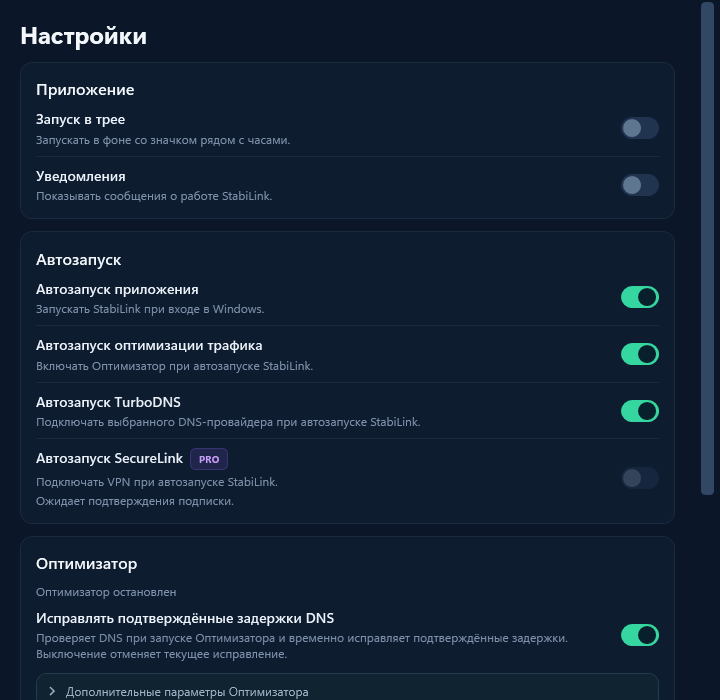 Настройки
Приложение
Запуск в трее
Запускать в фоне со значком рядом с часами.
Уведомления
Показывать сообщения о работе StabiLink.
Автозапуск
Автозапуск приложения
Запускать StabiLink при входе в Windows.
Автозапуск оптимизации трафика
Включать Оптимизатор при автозапуске StabiLink.
Автозапуск TurboDNS
Подключать выбранного DNS-провайдера при автозапуске StabiLink.
Автозапуск SecureLink PRO
Подключать VPN при автозапуске StabiLink.
Ожидает подтверждения подписки.
Оптимизатор
Оптимизатор остановлен
Исправлять подтверждённые задержки DNS
Проверяет DNS при запуске Оптимизатора и временно исправляет подтверждённые задержки.
Выключение отменяет текущее исправление.
Дополнительные параметры Оптимизатора